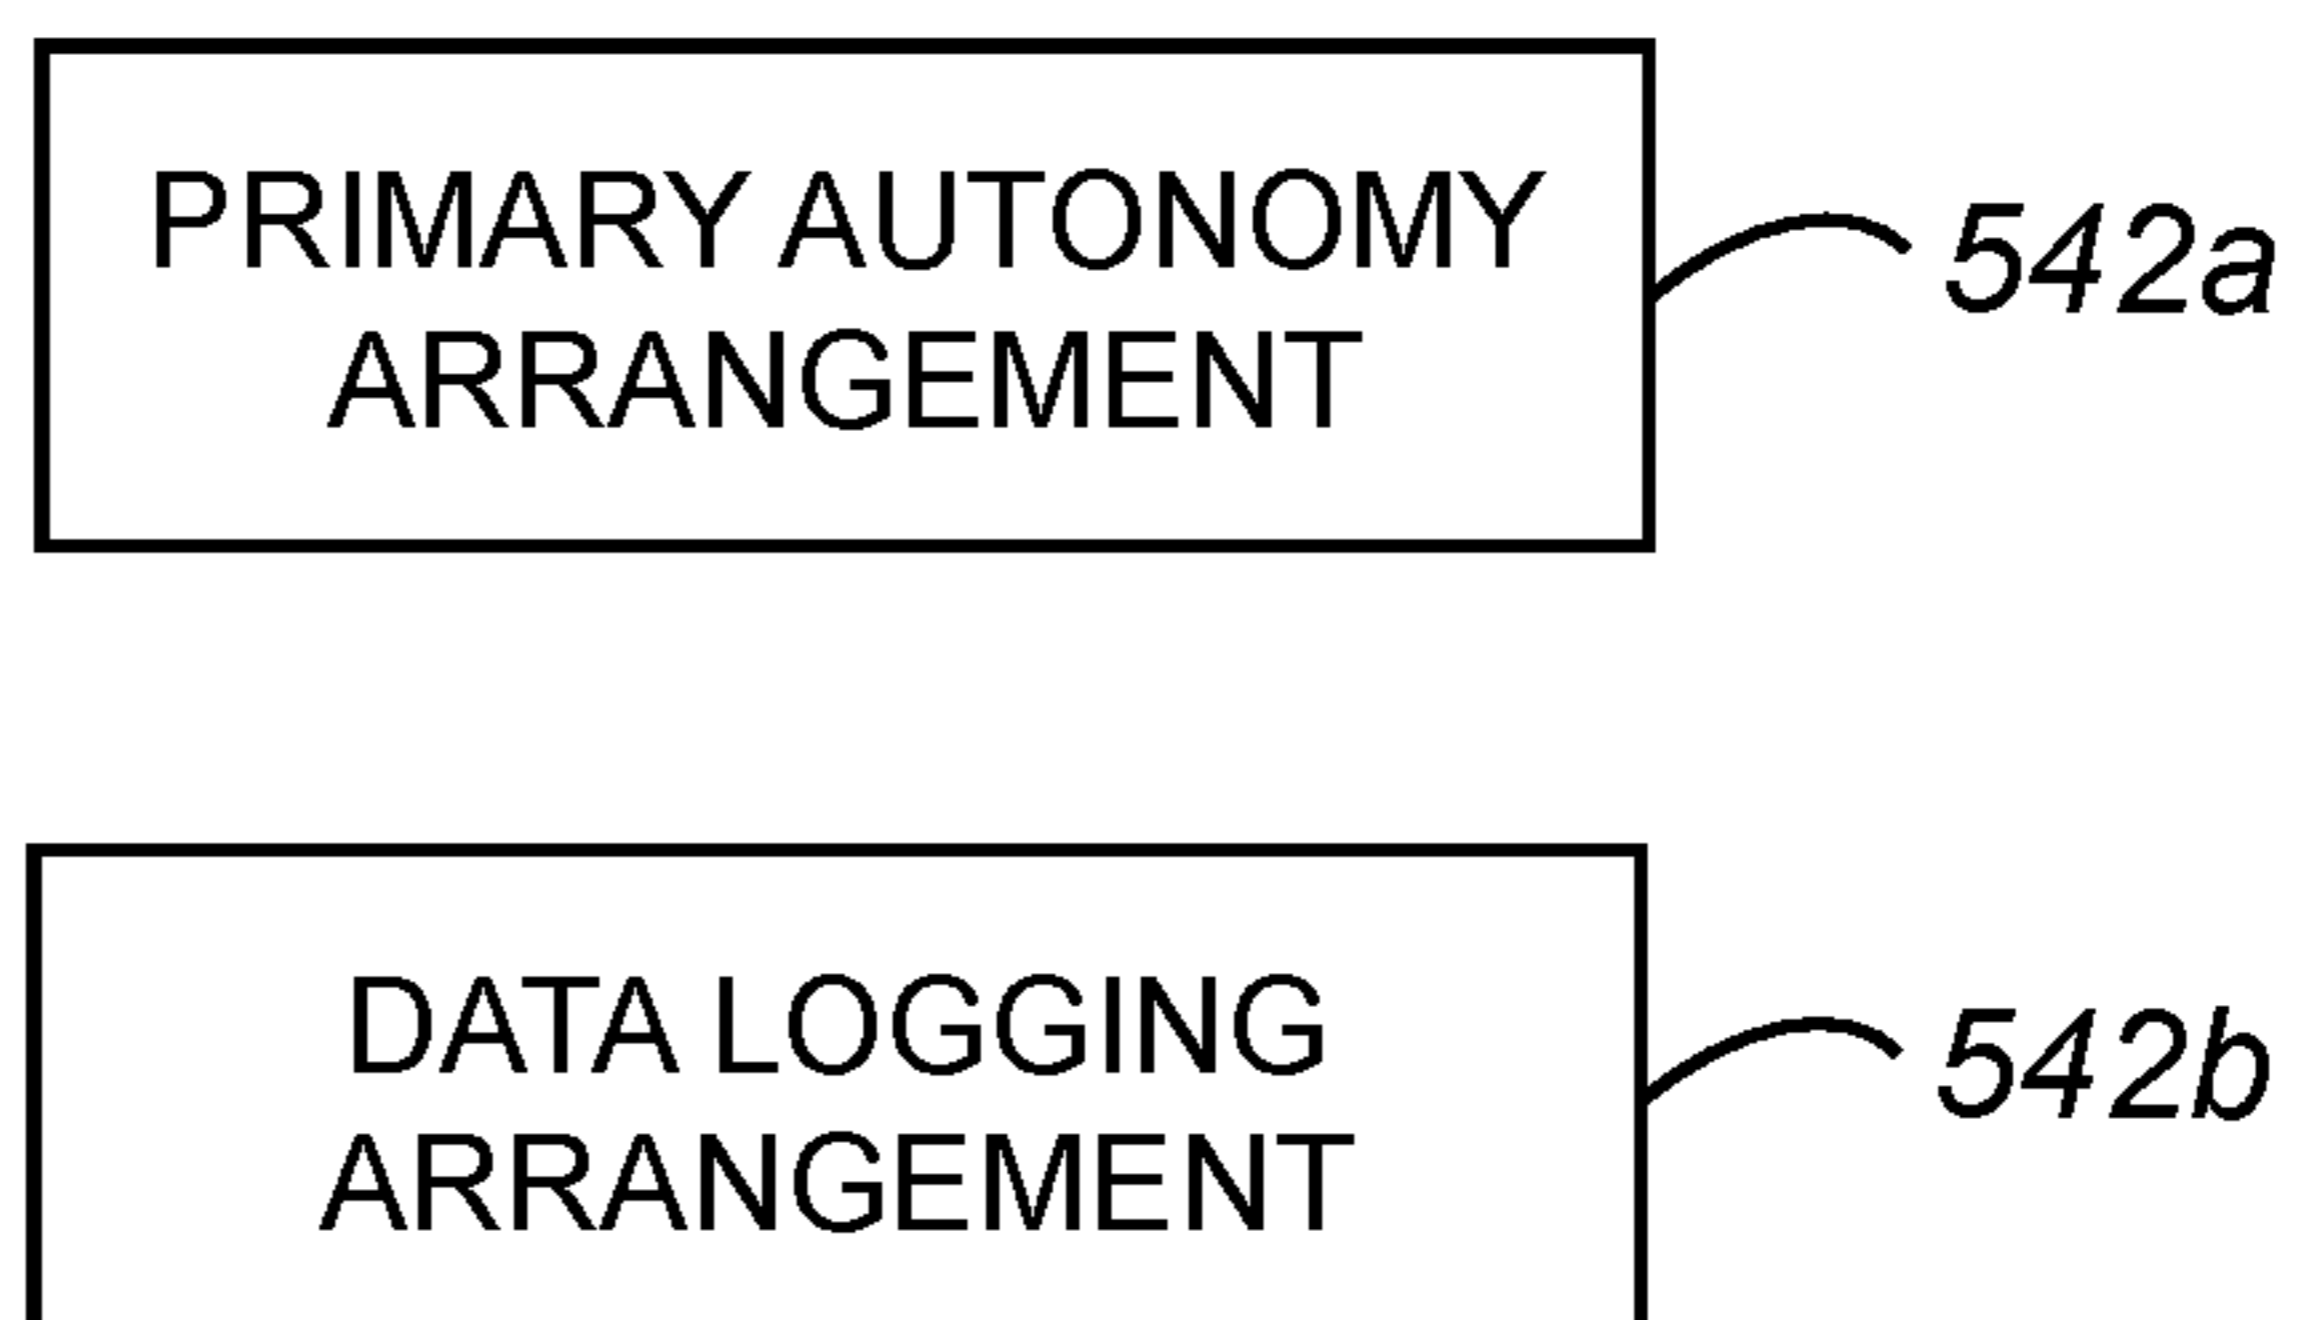 PRIMARY AUTONOMY
ARRANGEMENT
542a
DATA LOGGING
ARRANGEMENT
542b